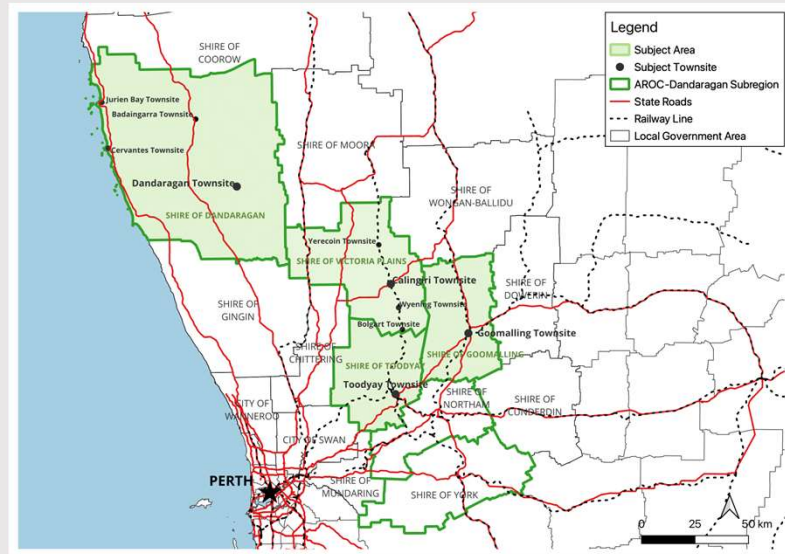 Legend
Subject Area
Subject Townsite
AROC-Dandaragan Subregion
State Roads
Railway Line
Local Government Area
SHIRE OF
COOROW
Jurien Bay Townsite
Badaingarra Townsite
Cervantes Townsite
Dandaragan Townsite
SHIRE OF DANDARAGAN
SHIRE OF MOORA
SHIRE OF
WONGAN-BALLIDU
Yerecoin Townsite
SHIRE OF VICTORIA PLAINS
Calingiri Townsite
Wyening Townsite
Bolgart Townsite
SHIRE OF
DOWERIN
Goomalling Townsite
SHIRE OF GOOMALLING
SHIRE OF
GINGIN
SHIRE OF
CHITTERING
SHIRE OF TOODYAY
Toodyay Townsite
SHIRE OF
NORTHAM
SHIRE OF
CUNDERDIN
CITY OF
WANNEROO
CITY OF SWAN
PERTH
SHIRE OF
MUNDARING
SHIRE OF YORK
0 25 50 km